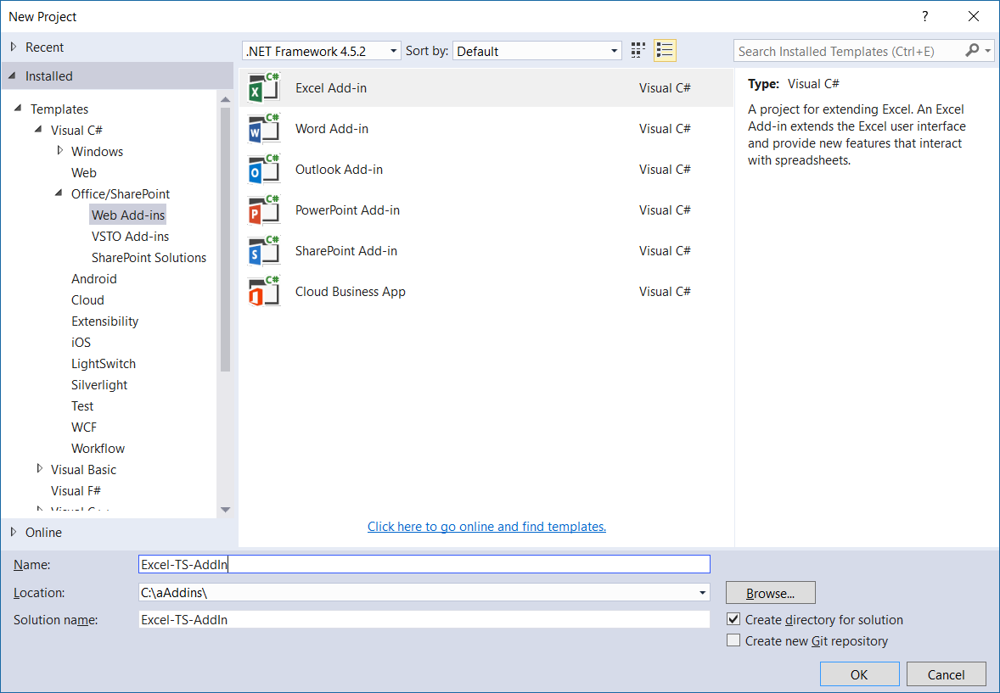 New Project
?
Recent
Installed
.NET Framework 4.5.2
Sort by:
Default
Search Installed Templates (Ctrl+E)
Templates
Visual C#
Windows
Web
Office/SharePoint
Web Add-ins
VSTO Add-ins
SharePoint Solutions
Android
Cloud
Extensibility
iOS
LightSwitch
Silverlight
Test
WCF
Workflow
Visual Basic
Visual F#
Online
C# Excel Add-in Visual C#
C# Word Add-in Visual C#
C# Outlook Add-in Visual C#
C# PowerPoint Add-in Visual C#
C# SharePoint Add-in Visual C#
C# Cloud Business App Visual C#
Click here to go online and find templates.
Type: Visual C#
A project for extending Excel. An Excel
Add-in extends the Excel user interface
and provide new features that interact
with spreadsheets.
Name: Excel-TS-AddIn
Location: C:\aAddins\
Browse...
Solution name: Excel-TS-AddIn
Create directory for solution
Create new Git repository
OK
Cancel